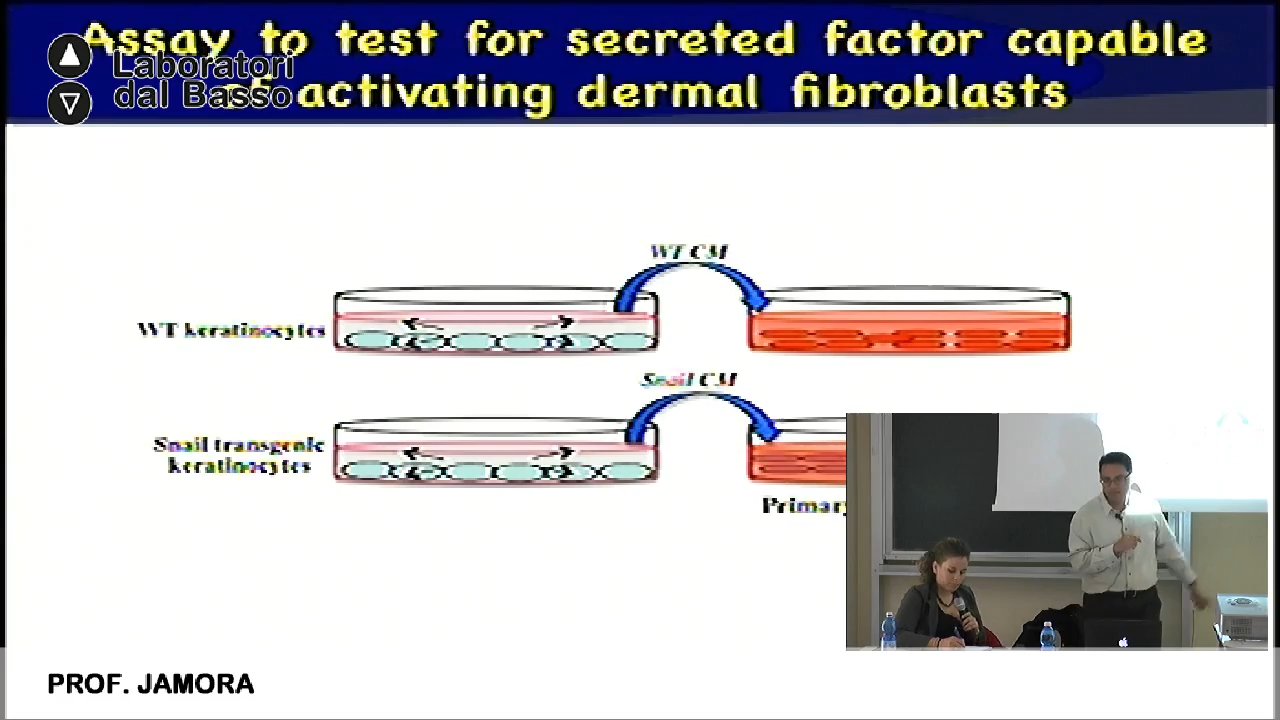 Assay to test for secreted factor capable
activating dermal fibroblasts
Laboratori
dal Basso
WT CM
WT keratinocytes
Snail CM
Snail transgenic
keratinocytes
Primary
PROF. JAMORA